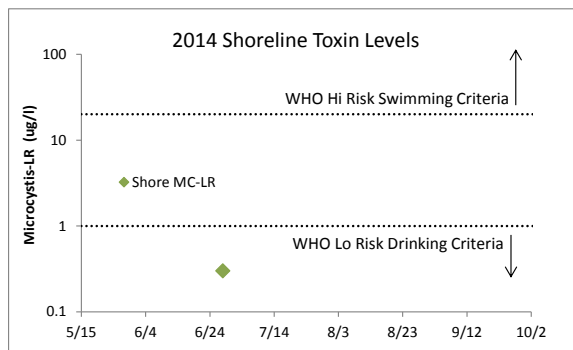 2014 Shoreline Toxin Levels
100
WHO Hi Risk Swimming Criteria
10
Microcystis-LR (ug/l)
Shore MC-LR
1
WHO Lo Risk Drinking Criteria
0.1
5/15 6/4 6/24 7/14 8/3 8/23 9/12 10/2